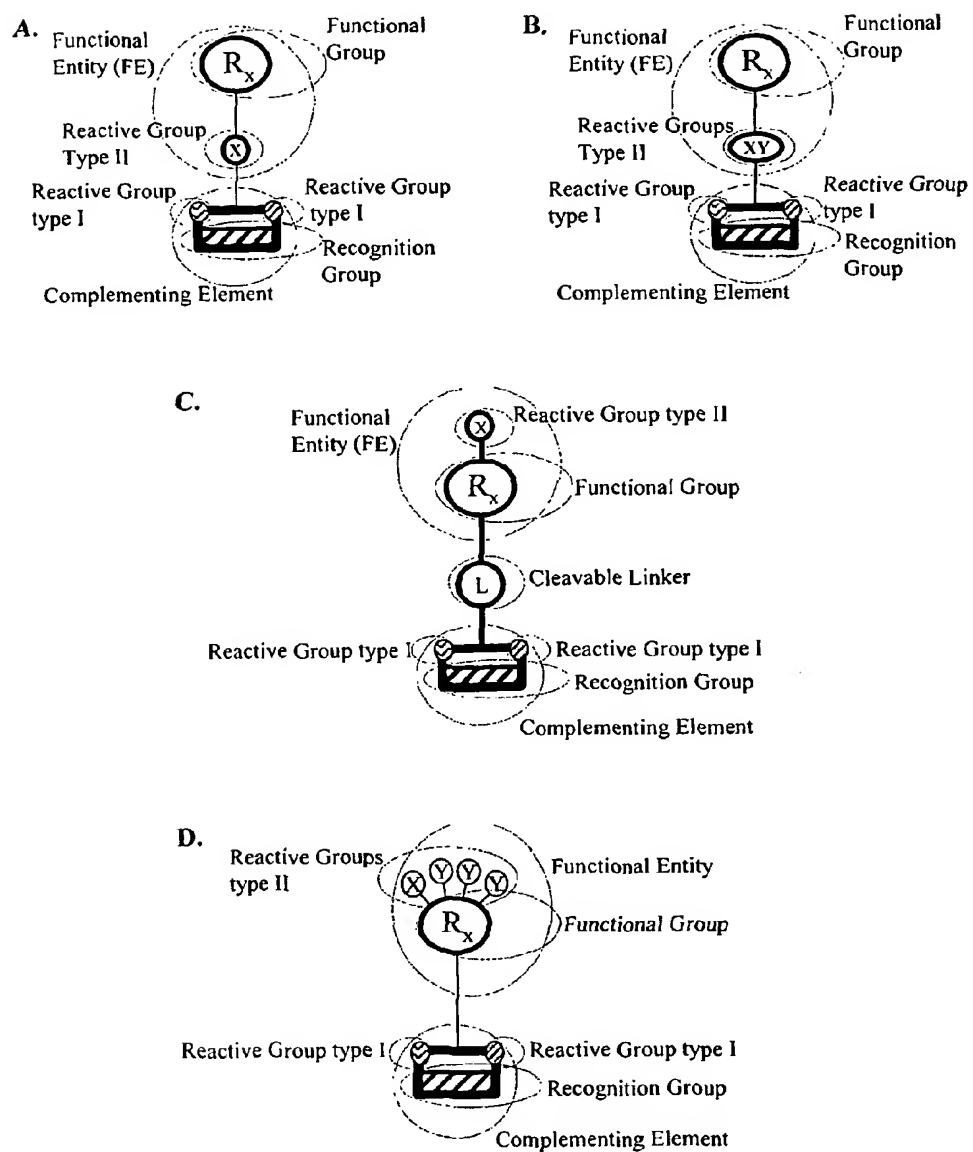 A.
Functional
Entity (FE)
Functional
Group
Rx
Reactive Group
Type II
X
Reactive Group
type I
Reactive Group
type I
Recognition
Group
Complementing Element
B.
Functional
Entity (FE)
Functional
Group
Rx
Reactive Groups
Type II
XY
Reactive Group
type I
Reactive Group
type I
Recognition
Group
Complementing Element
C.
Functional
Entity (FE)
X
Reactive Group type II
Rx
Functional Group
L
Cleavable Linker
Reactive Group type I
Reactive Group type I
Recognition Group
Complementing Element
D.
Reactive Groups
type II
X Y Y Y
Functional Entity
Rx
Functional Group
Reactive Group type I
Reactive Group type I
Recognition Group
Complementing Element